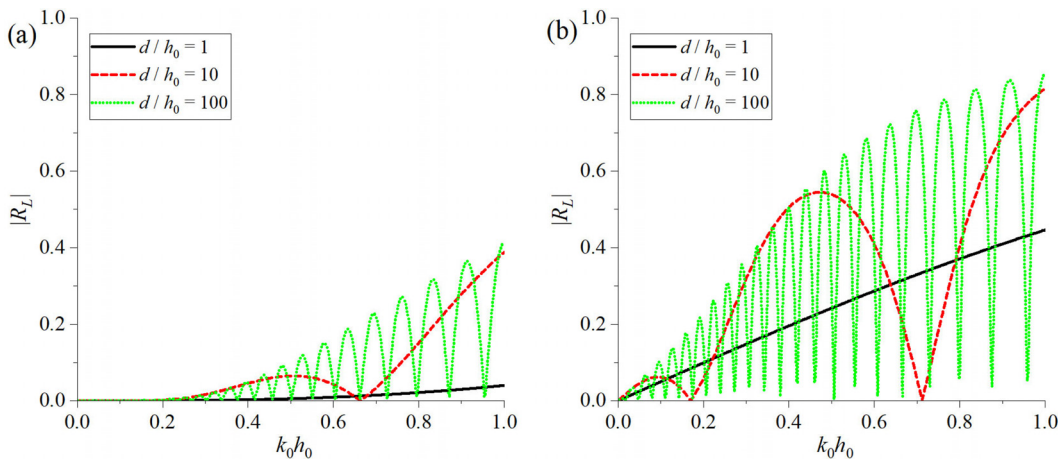 (a)
1.0
0.8
0.6
0.4
0.2
0.0
|R_L|
d / h₀ = 1
d / h₀ = 10
d / h₀ = 100
0.0 0.2 0.4 0.6 0.8 1.0
k₀h₀
(b)
1.0
0.8
0.6
0.4
0.2
0.0
|R_L|
d / h₀ = 1
d / h₀ = 10
d / h₀ = 100
0.0 0.2 0.4 0.6 0.8 1.0
k₀h₀